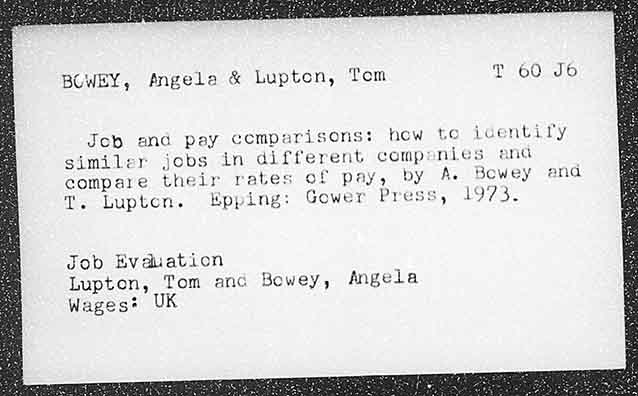 BOWEY, Angela & Lupton, Tom T 60 J6
Job and pay comparisons: how to identify
similar jobs in different companies and
compare their rates of pay, by A. Bowey and
T. Lupton. Epping: Gower Press, 1973.
Job Evaluation
Lupton, Tom and Bowey, Angela
Wages: UK